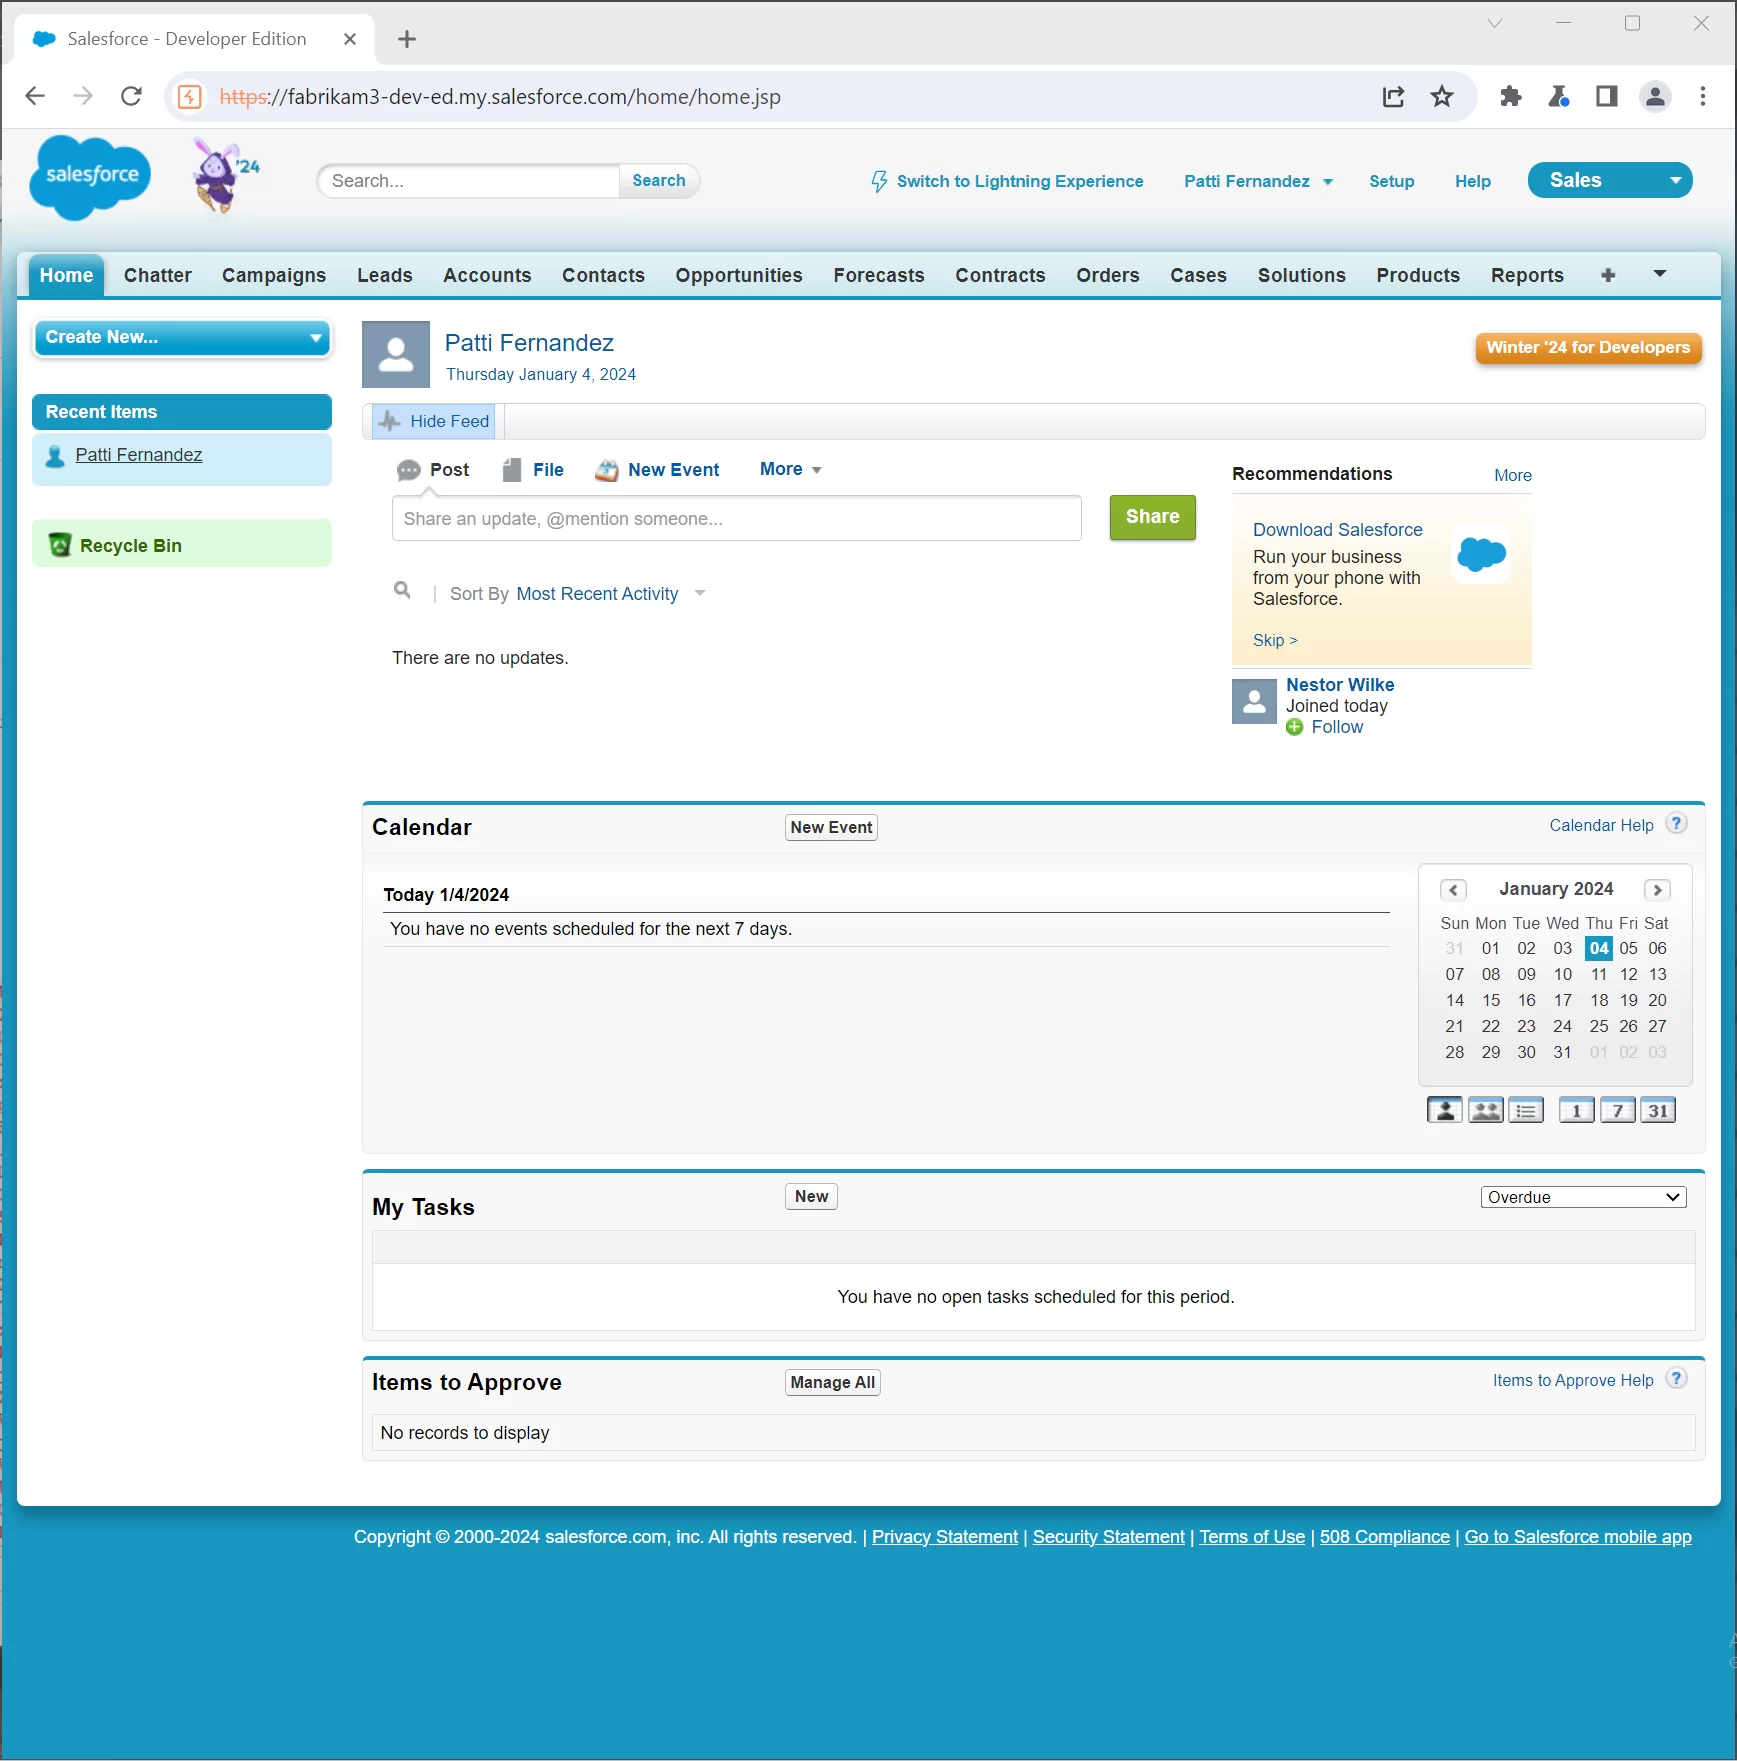 Salesforce - Developer Edition
https://fabrikam3-dev-ed.my.salesforce.com/home/home.jsp
salesforce
'24
Search...
Search
Switch to Lightning Experience
Patti Fernandez
Setup
Help
Sales
Home Chatter Campaigns Leads Accounts Contacts Opportunities Forecasts Contracts Orders Cases Solutions Products Reports
Create New...
Recent Items
Patti Fernandez
Recycle Bin
Patti Fernandez
Thursday January 4, 2024
Winter '24 for Developers
Hide Feed
Post File New Event More
Share an update, @mention someone...
Share
Sort By Most Recent Activity
There are no updates.
Recommendations More
Download Salesforce
Run your business
from your phone with
Salesforce.
Skip >
Nestor Wilke
Joined today
Follow
Calendar
New Event
Calendar Help ?
Today 1/4/2024
You have no events scheduled for the next 7 days.
January 2024
Sun Mon Tue Wed Thu Fri Sat
31 01 02 03 04 05 06
07 08 09 10 11 12 13
14 15 16 17 18 19 20
21 22 23 24 25 26 27
28 29 30 31 01 02 03
1 7 31
My Tasks
New
Overdue
You have no open tasks scheduled for this period.
Items to Approve
Manage All
Items to Approve Help ?
No records to display
Copyright © 2000-2024 salesforce.com, inc. All rights reserved. | Privacy Statement | Security Statement | Terms of Use | 508 Compliance | Go to Salesforce mobile app